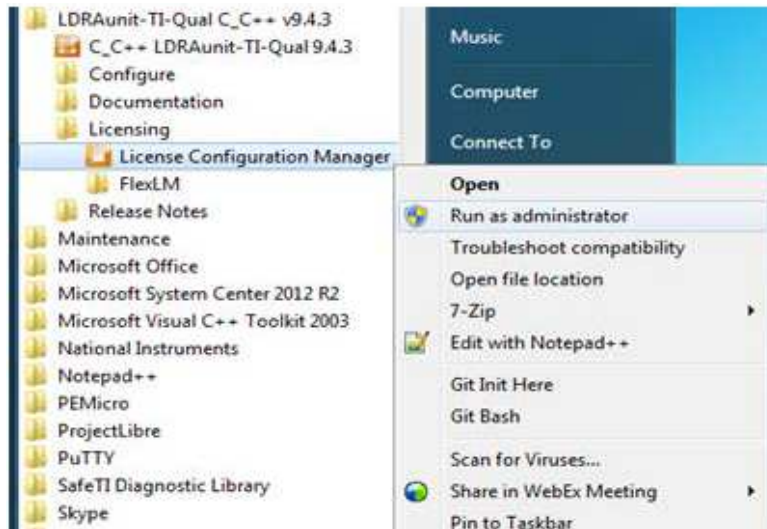 LDRAunit-TI-Qual C_C++ v9.4.3
C_C++ LDRAunit-TI-Qual 9.4.3
Configure
Documentation
Licensing
License Configuration Manager
FlexLM
Release Notes
Maintenance
Microsoft Office
Microsoft System Center 2012 R2
Microsoft Visual C++ Toolkit 2003
National Instruments
Notepad++
PEMicro
ProjectLibre
PuTTY
SafeTI Diagnostic Library
Skype
Music
Computer
Connect To
Open
Run as administrator
Troubleshoot compatibility
Open file location
7-Zip
Edit with Notepad++
Git Init Here
Git Bash
Scan for Viruses...
Share in WebEx Meeting
Pin to Taskbar